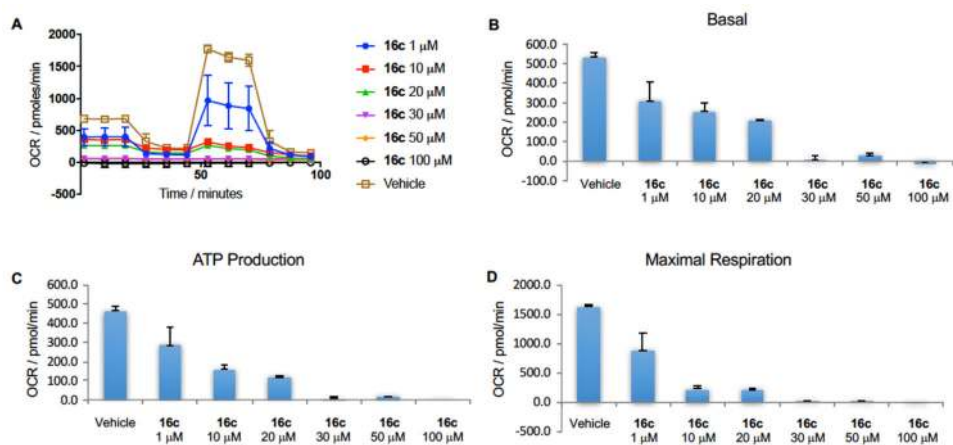 A
OCR / pmoles/min
2000
1500
1000
500
0
-500
50
100
Time / minutes
16c 1 μM
16c 10 μM
16c 20 μM
16c 30 μM
16c 50 μM
16c 100 μM
Vehicle
B
Basal
OCR / pmol/min
600.0
500.0
400.0
300.0
200.0
100.0
0.0
-100.0
Vehicle
16c
1 μM
16c
10 μM
16c
20 μM
16c
30 μM
16c
50 μM
16c
100 μM
C
ATP Production
OCR / pmol/min
600.0
500.0
400.0
300.0
200.0
100.0
0.0
Vehicle
16c
1 μM
16c
10 μM
16c
20 μM
16c
30 μM
16c
50 μM
16c
100 μM
D
Maximal Respiration
OCR / pmol/min
2000.0
1500.0
1000.0
500.0
0.0
-500.0
Vehicle
16c
1 μM
16c
10 μM
16c
20 μM
16c
30 μM
16c
50 μM
16c
100 μM